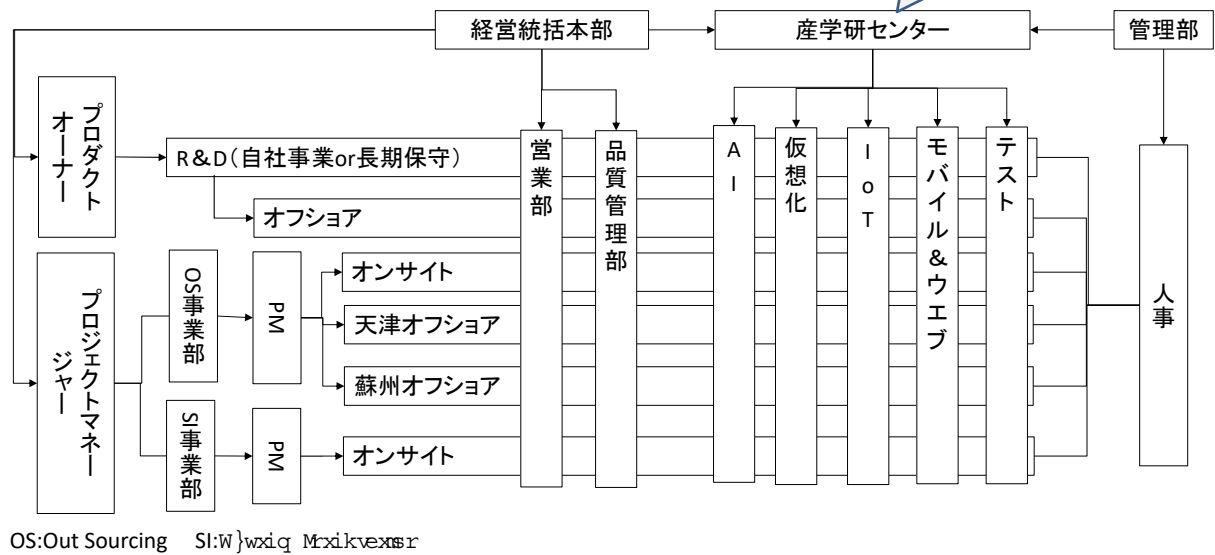 経営統括本部
産学研センター
管理部
プロダクト
オーナー
R&D(自社事業or長期保守)
オフショア
営業部
品質管理部
AI
仮想化
IoT
モバイル&ウエブ
テスト
人事
プロジェクトマネー
ジャー
OS事業部
PM
オンサイト
天津オフショア
蘇州オフショア
SI事業部
PM
オンサイト
OS:Out Sourcing SI:W}wxiq Mrxikvexmsr